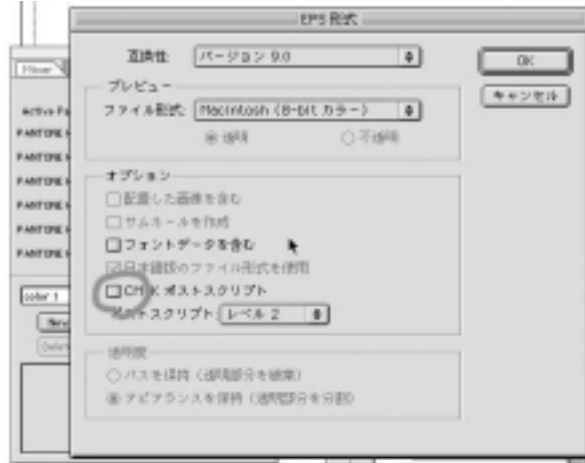 EPS 形式
互換性: バージョン 9.0
OK
キャンセル
プレビュー
ファイル形式: Macintosh (8-bit カラー)
透明 不透明
オプション
配置した画像を含む
サムネールを作成
フォントデータを含む
日本語版のファイル形式を使用
CMYK ポストスクリプト
ポストスクリプト: レベル 2
透明度
パスを保持 (透明部分を破棄)
アピアランスを保持 (透明部分を分割)
Mixer
Active Pa
PANTONE
PANTONE
PANTONE
PANTONE
PANTONE
PANTONE
color 1
New
Delete